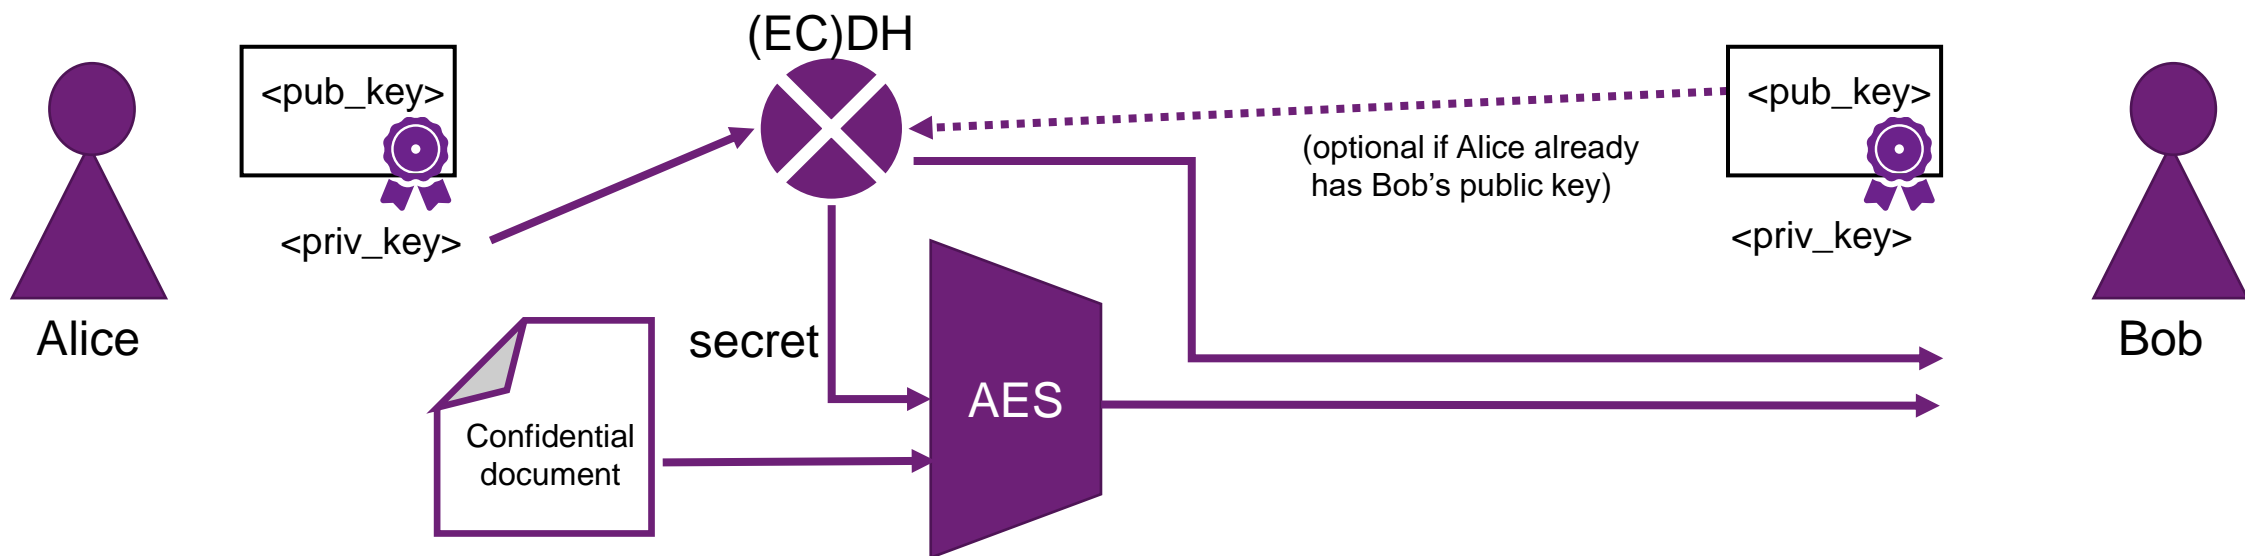 (EC)DH
<pub_key>
<pub_key>
(optional if Alice already
has Bob’s public key)
<priv_key>
<priv_key>
Alice
secret
Bob
AES
Confidential
document